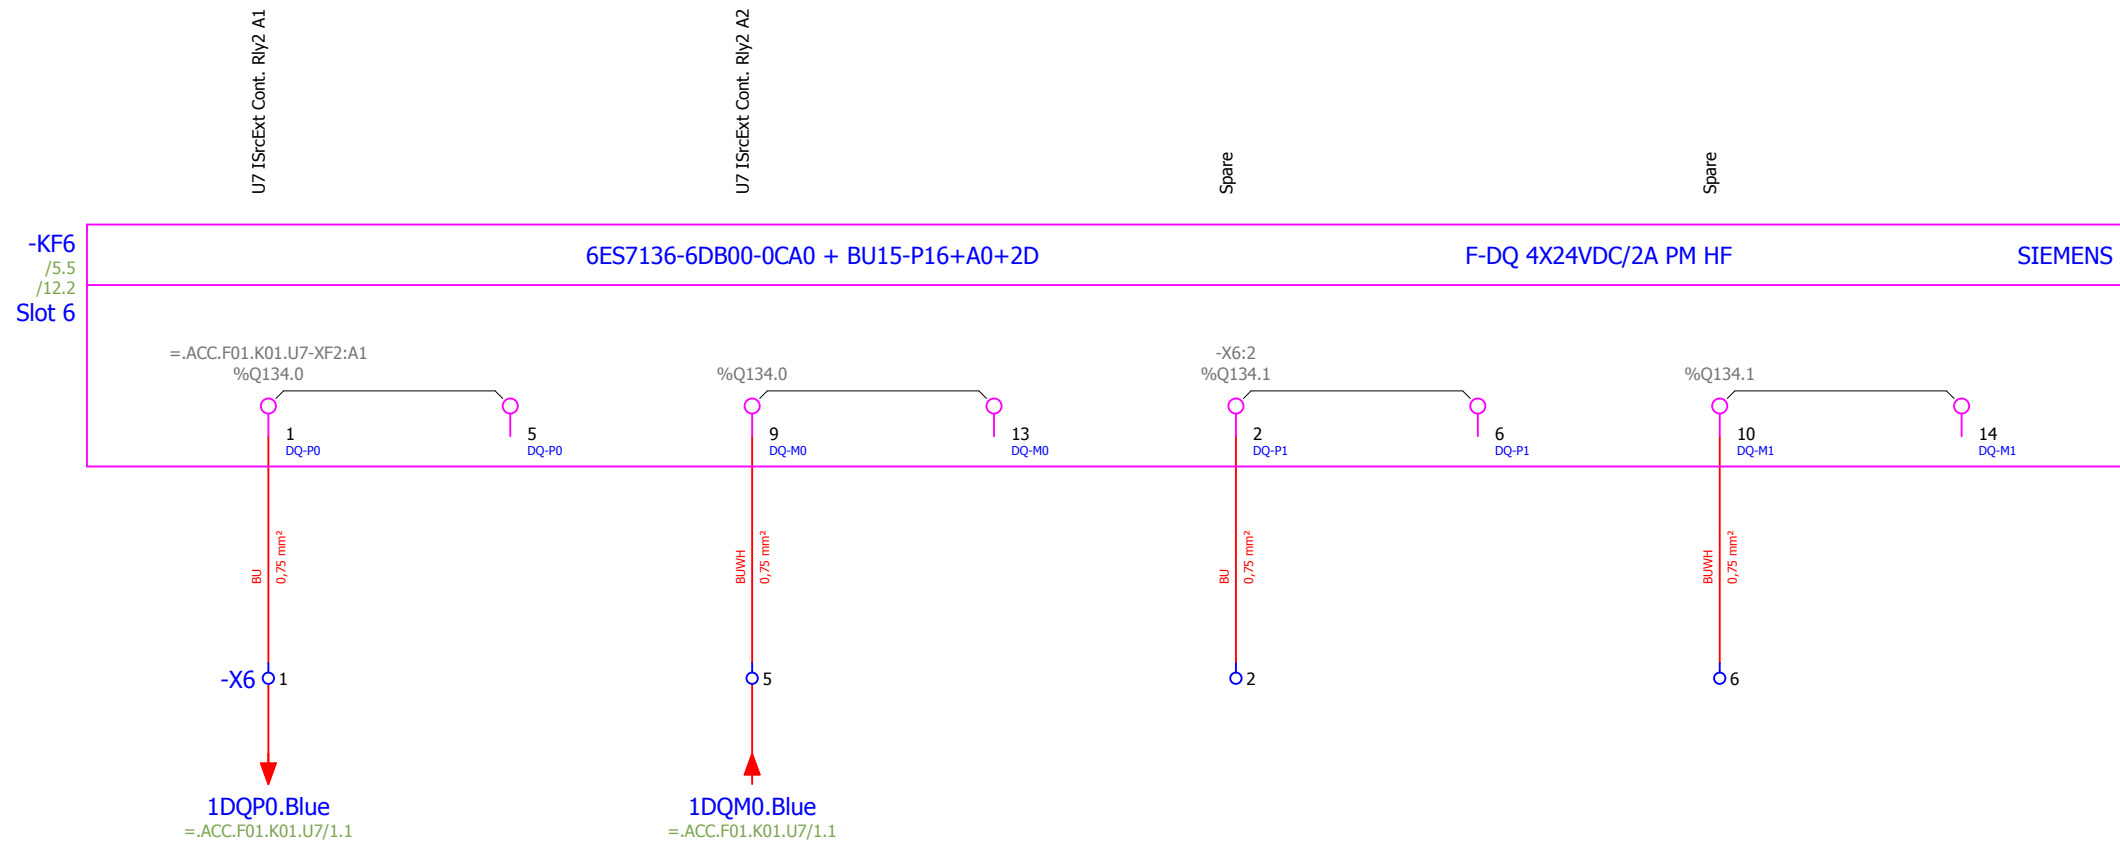 U7 ISrcExt Cont. Rly2 A1
U7 ISrcExt Cont. Rly2 A2
Spare
Spare
-KF6
/5.5
/12.2
Slot 6
6ES7136-6DB00-0CA0 + BU15-P16+A0+2D
F-DQ 4X24VDC/2A PM HF
SIEMENS
=.ACC.F01.K01.U7-XF2:A1
%Q134.0
%Q134.0
-X6:2
%Q134.1
%Q134.1
1
DQ-P0
5
DQ-P0
9
DQ-M0
13
DQ-M0
2
DQ-P1
6
DQ-P1
10
DQ-M1
14
DQ-M1
BU
0,75 mm²
BUWH
0,75 mm²
BU
0,75 mm²
BUWH
0,75 mm²
-X6
1
5
2
6
1DQP0.Blue
=.ACC.F01.K01.U7/1.1
1DQM0.Blue
=.ACC.F01.K01.U7/1.1